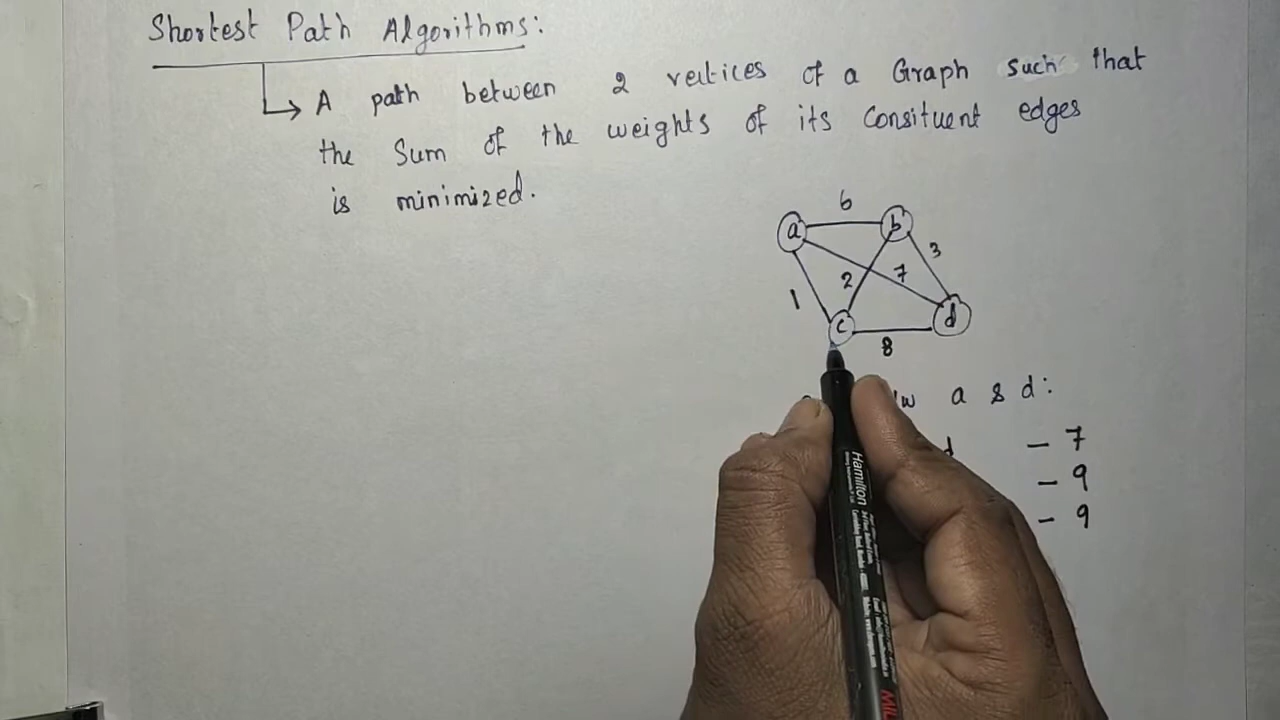 Shortest Path Algorithms:
A path between 2 vertices of a Graph such that
the Sum of the weights of its Consituent edges
is minimized.
6
a b
3
2 7
1
c d
8
a & d:
d - 7
- 9
- 9
Hamilton